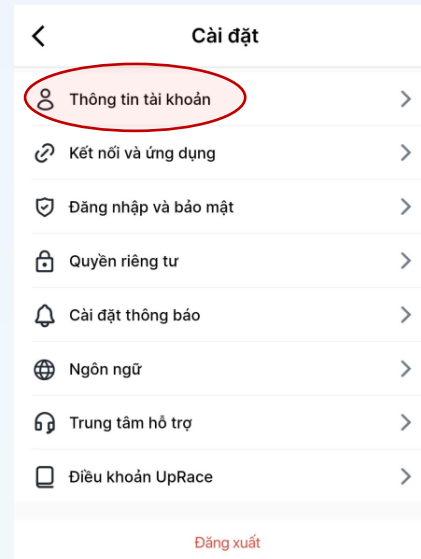 Cài đặt
Thông tin tài khoản
Kết nối và ứng dụng
Đăng nhập và bảo mật
Quyền riêng tư
Cài đặt thông báo
Ngôn ngữ
Trung tâm hỗ trợ
Điều khoản UpRace
Đăng xuất